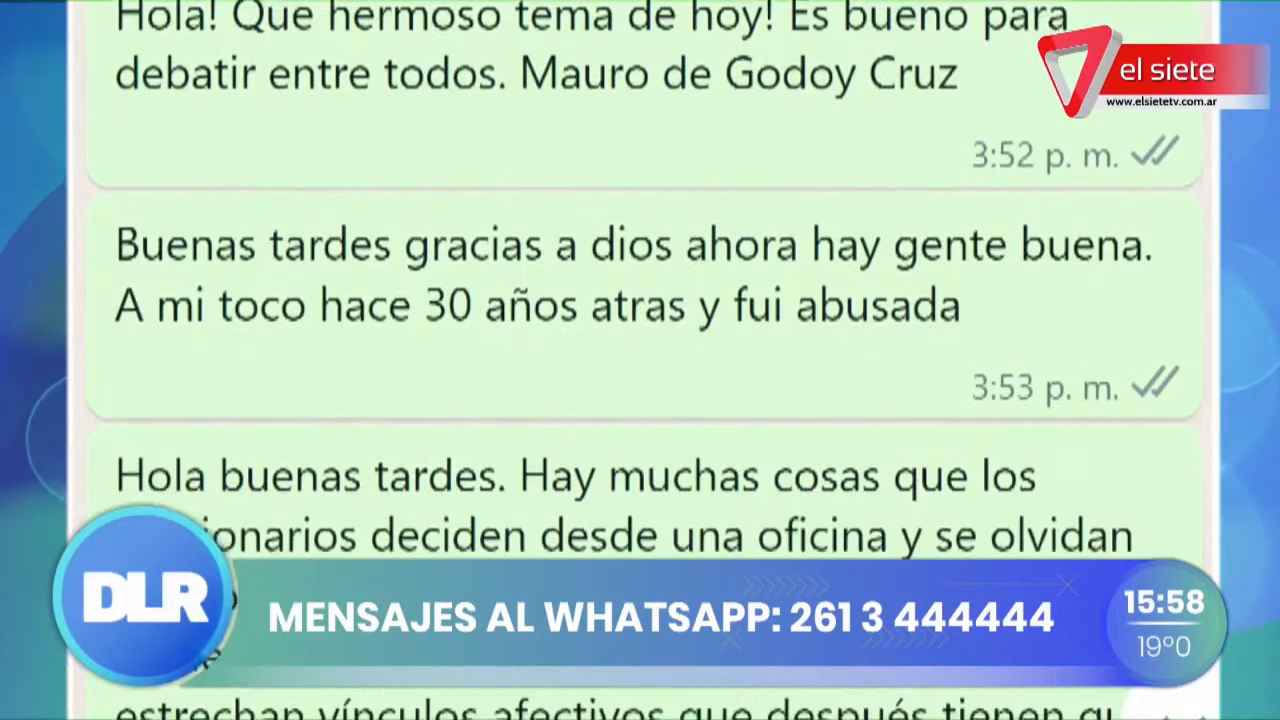 Hola! Que hermoso tema de hoy! Es bueno para
debatir entre todos. Mauro de Godoy Cruz
3:52 p. m.
el siete
www.elsietetv.com.ar
Buenas tardes gracias a dios ahora hay gente buena.
A mi toco hace 30 años atras y fui abusada
3:53 p. m.
Hola buenas tardes. Hay muchas cosas que los
deciden desde una oficina y se olvidan
DLR
MENSAJES AL WHATSAPP: 261 3 444444
15:58
19º0
estrechan vínculos afectivos que después tienen